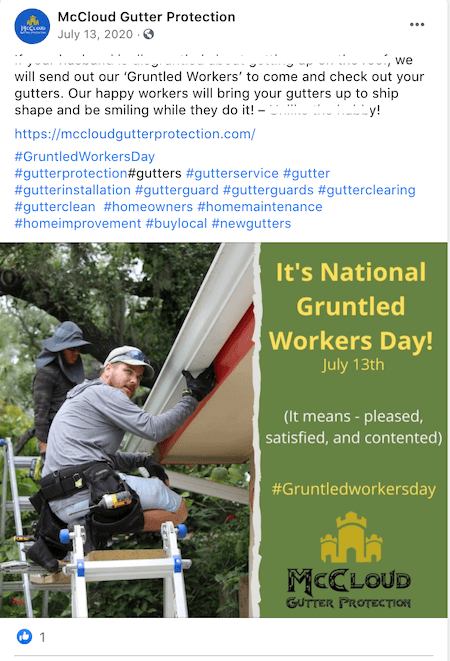 McCloud Gutter Protection
July 13, 2020 ·
we
will send out our ‘Gruntled Workers’ to come and check out your
gutters. Our happy workers will bring your gutters up to ship
shape and be smiling while they do it! –
https://mccloudgutterprotection.com/
#GruntledWorkersDay
#gutterprotection#gutters #gutterservice #gutter
#gutterinstallation #gutterguard #gutterguards #gutterclearing
#gutterclean #homeowners #homemaintenance
#homeimprovement #buylocal #newgutters
It's National
Gruntled
Workers Day!
July 13th
(It means - pleased,
satisfied, and contented)
#Gruntledworkersday
McCloud
Gutter Protection
1